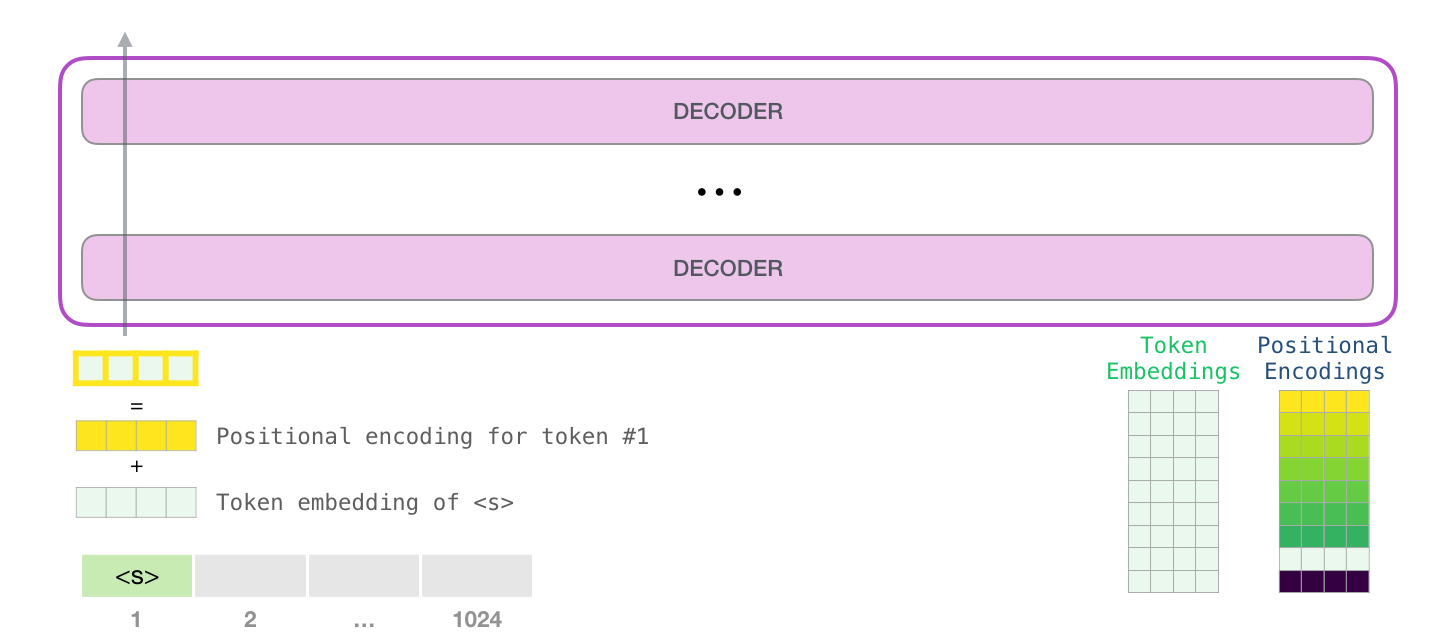 DECODER
...
DECODER
Token
Embeddings
Positional
Encodings
=
Positional encoding for token #1
+
Token embedding of <s>
<s>
1 2 ... 1024